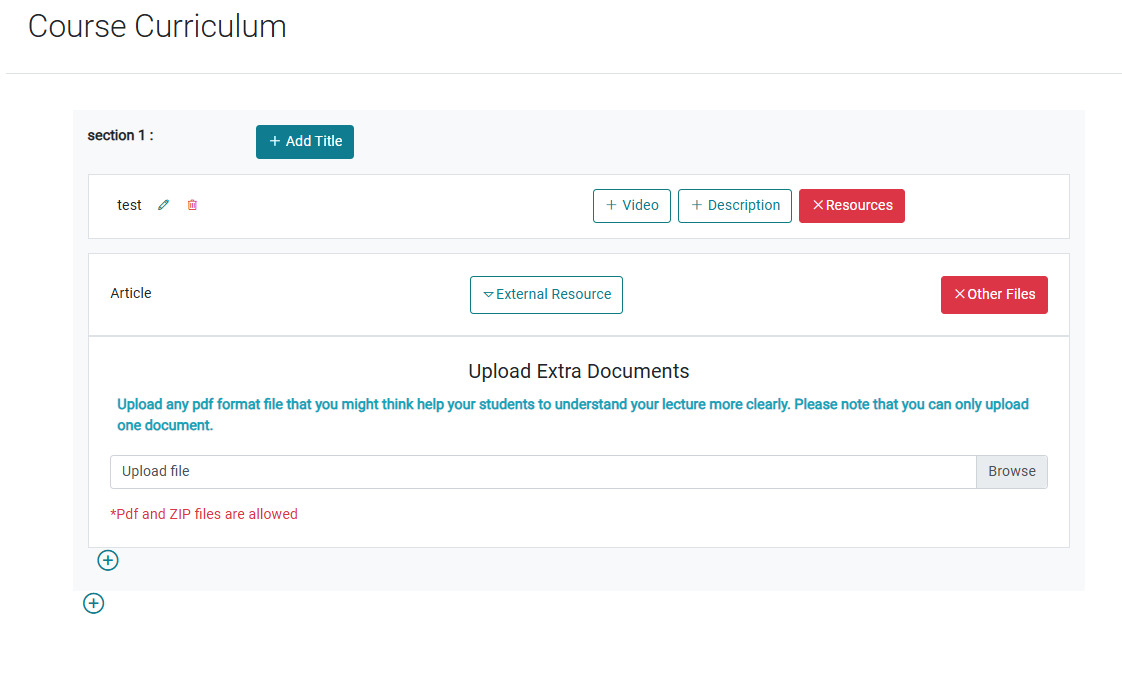 Course Curriculum
section 1 :
+ Add Title
test
+ Video
+ Description
×Resources
Article
External Resource
×Other Files
Upload Extra Documents
Upload any pdf format file that you might think help your students to understand your lecture more clearly. Please note that you can only upload
one document.
Upload file
Browse
*Pdf and ZIP files are allowed